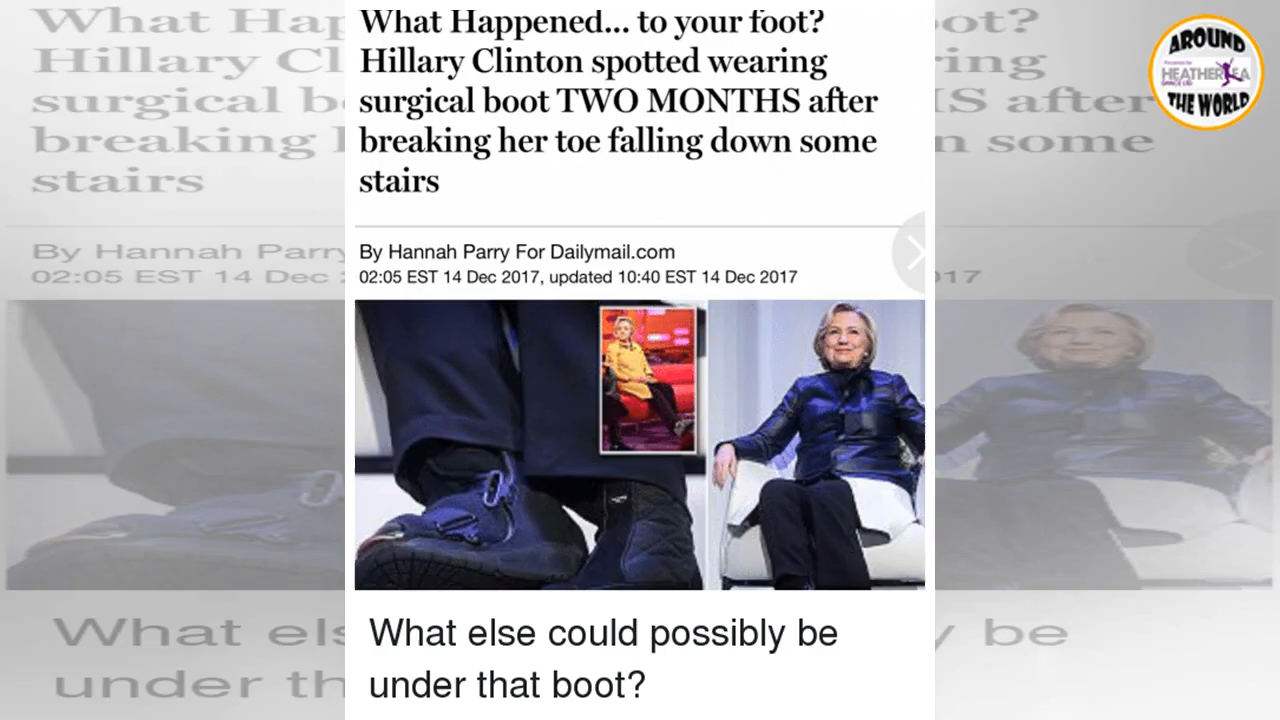 What Happened... to your foot?
Hillary Clinton spotted wearing
surgical boot TWO MONTHS after
breaking her toe falling down some
stairs
By Hannah Parry For Dailymail.com
02:05 EST 14 Dec 2017, updated 10:40 EST 14 Dec 2017
What else could possibly be
under that boot?
AROUND
HEATHER
THE WORLD